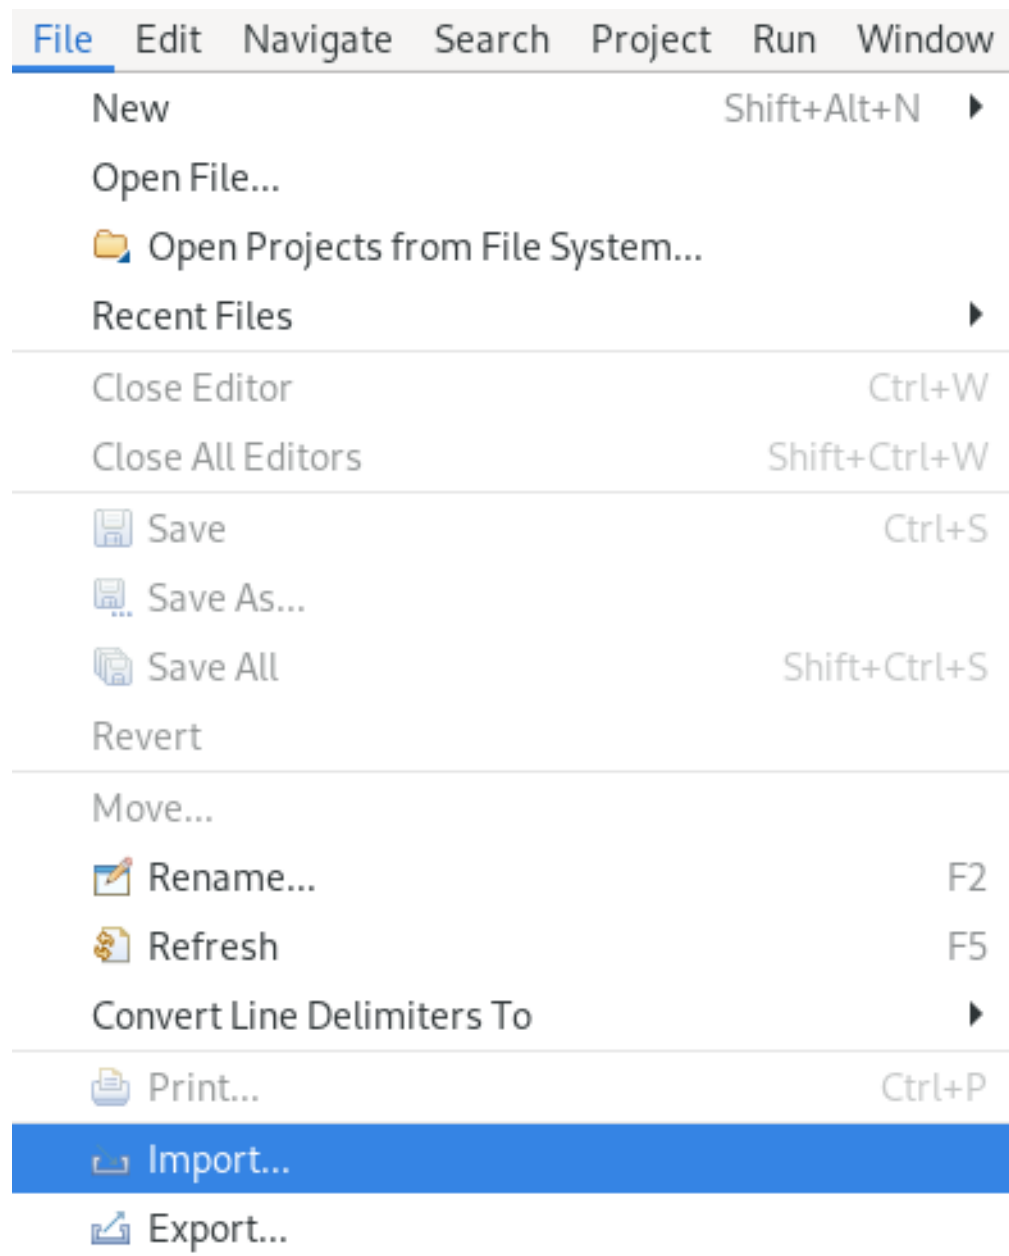 File Edit Navigate Search Project Run Window
New Shift+Alt+N
Open File...
Open Projects from File System...
Recent Files
Close Editor Ctrl+W
Close All Editors Shift+Ctrl+W
Save Ctrl+S
Save As...
Save All Shift+Ctrl+S
Revert
Move...
Rename... F2
Refresh F5
Convert Line Delimiters To
Print... Ctrl+P
Import...
Export...